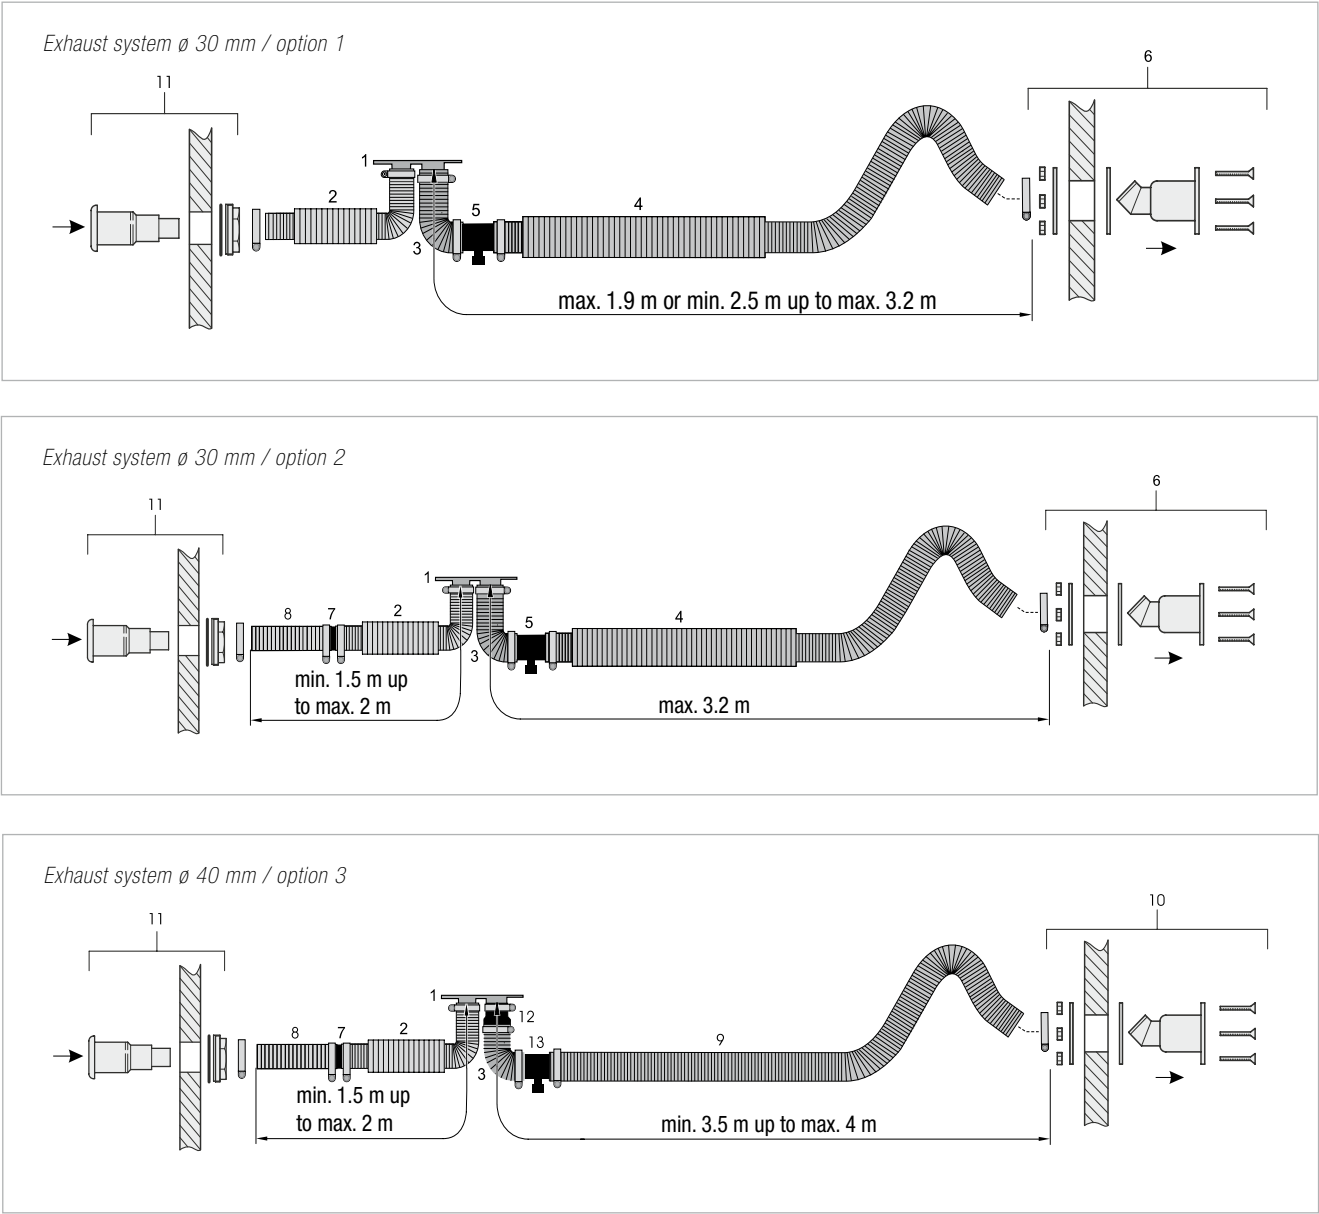 Exhaust system ø 30 mm / option 1
11
6
1
2
5
4
3
max. 1.9 m or min. 2.5 m up to max. 3.2 m
Exhaust system ø 30 mm / option 2
11
6
1
8
7
2
5
4
3
min. 1.5 m up
to max. 2 m
max. 3.2 m
Exhaust system ø 40 mm / option 3
11
10
1
12
8
7
2
13
9
3
min. 1.5 m up
to max. 2 m
min. 3.5 m up to max. 4 m